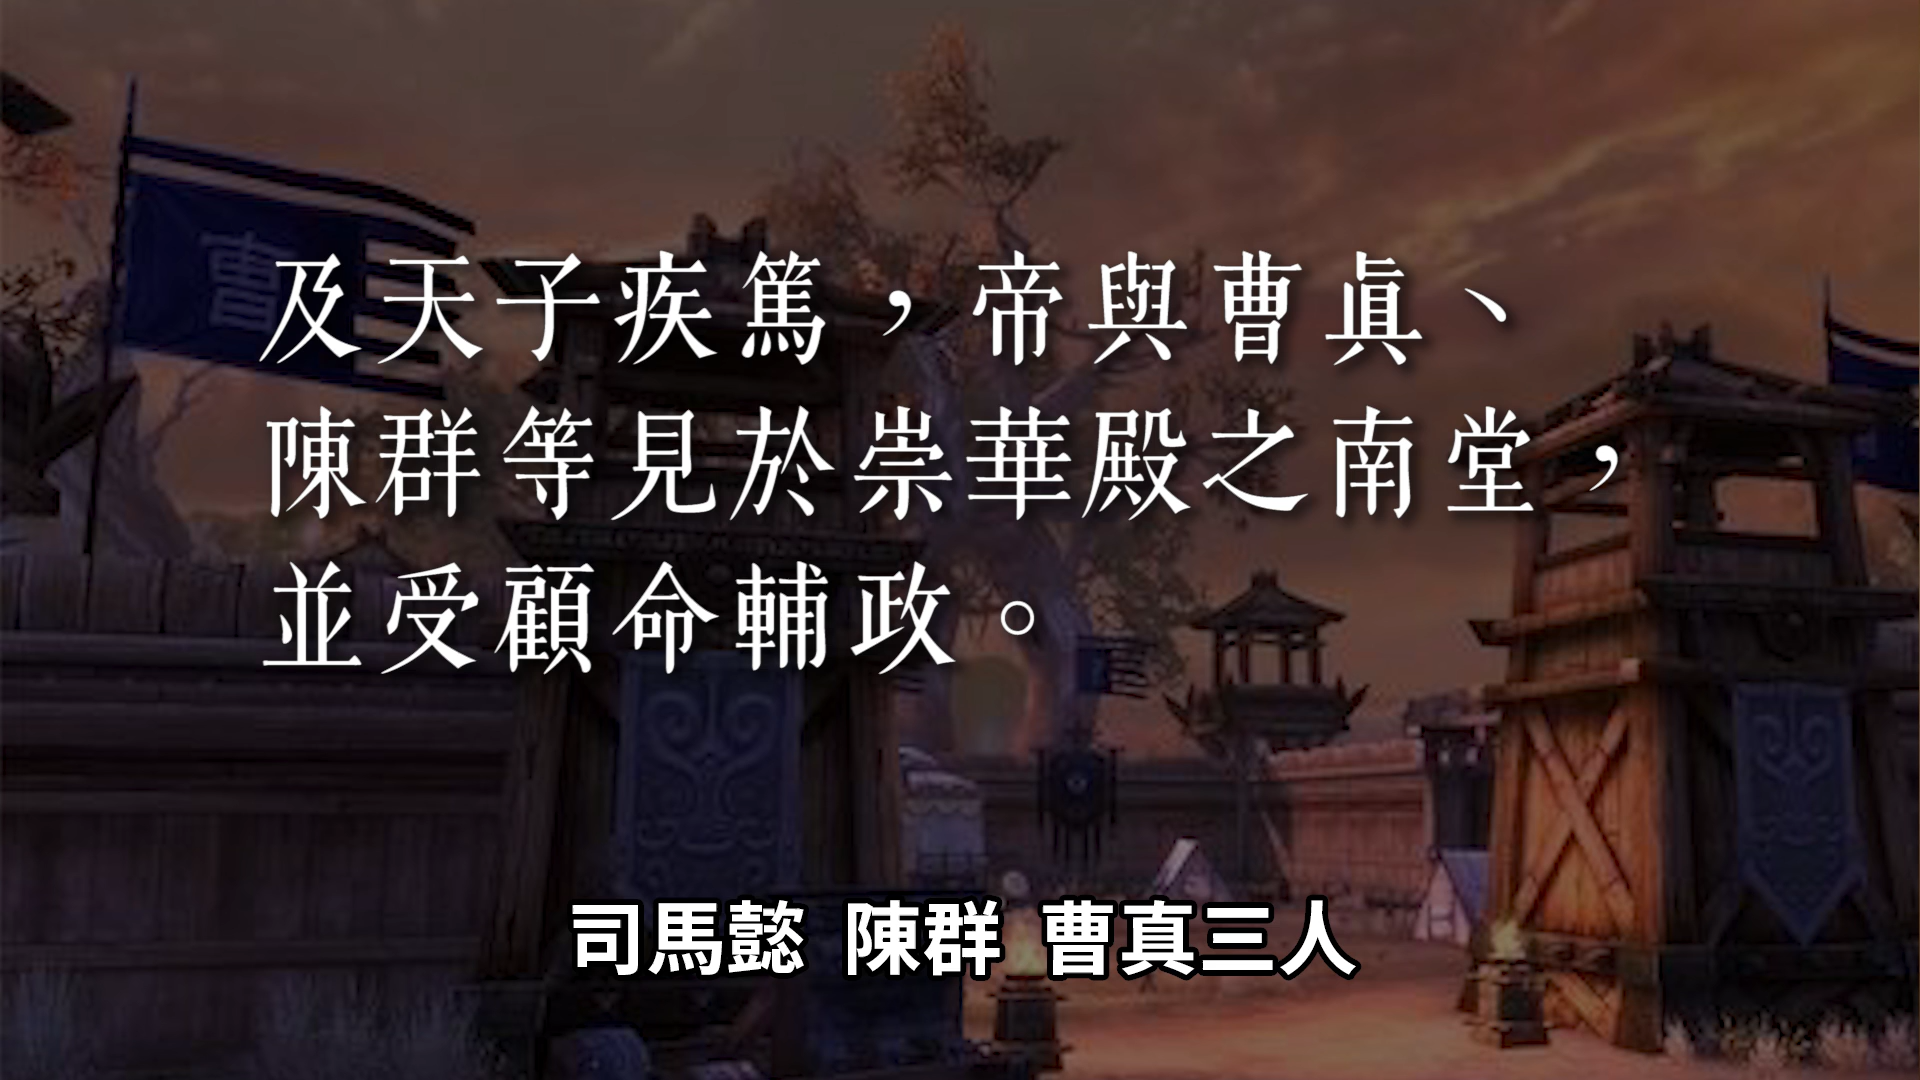 曹
及天子疾篤，帝與曹眞、
陳群等見於崇華殿之南堂，
並受顧命輔政。
司馬懿 陳群 曹真三人